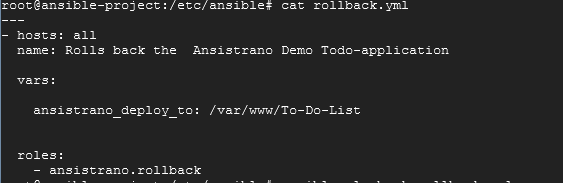 root@ansible-project:/etc/ansible# cat rollback.yml
---
- hosts: all
  name: Rolls back the  Ansistrano Demo Todo-application
  vars:
    ansistrano_deploy_to: /var/www/To-Do-List
  roles:
    - ansistrano.rollback